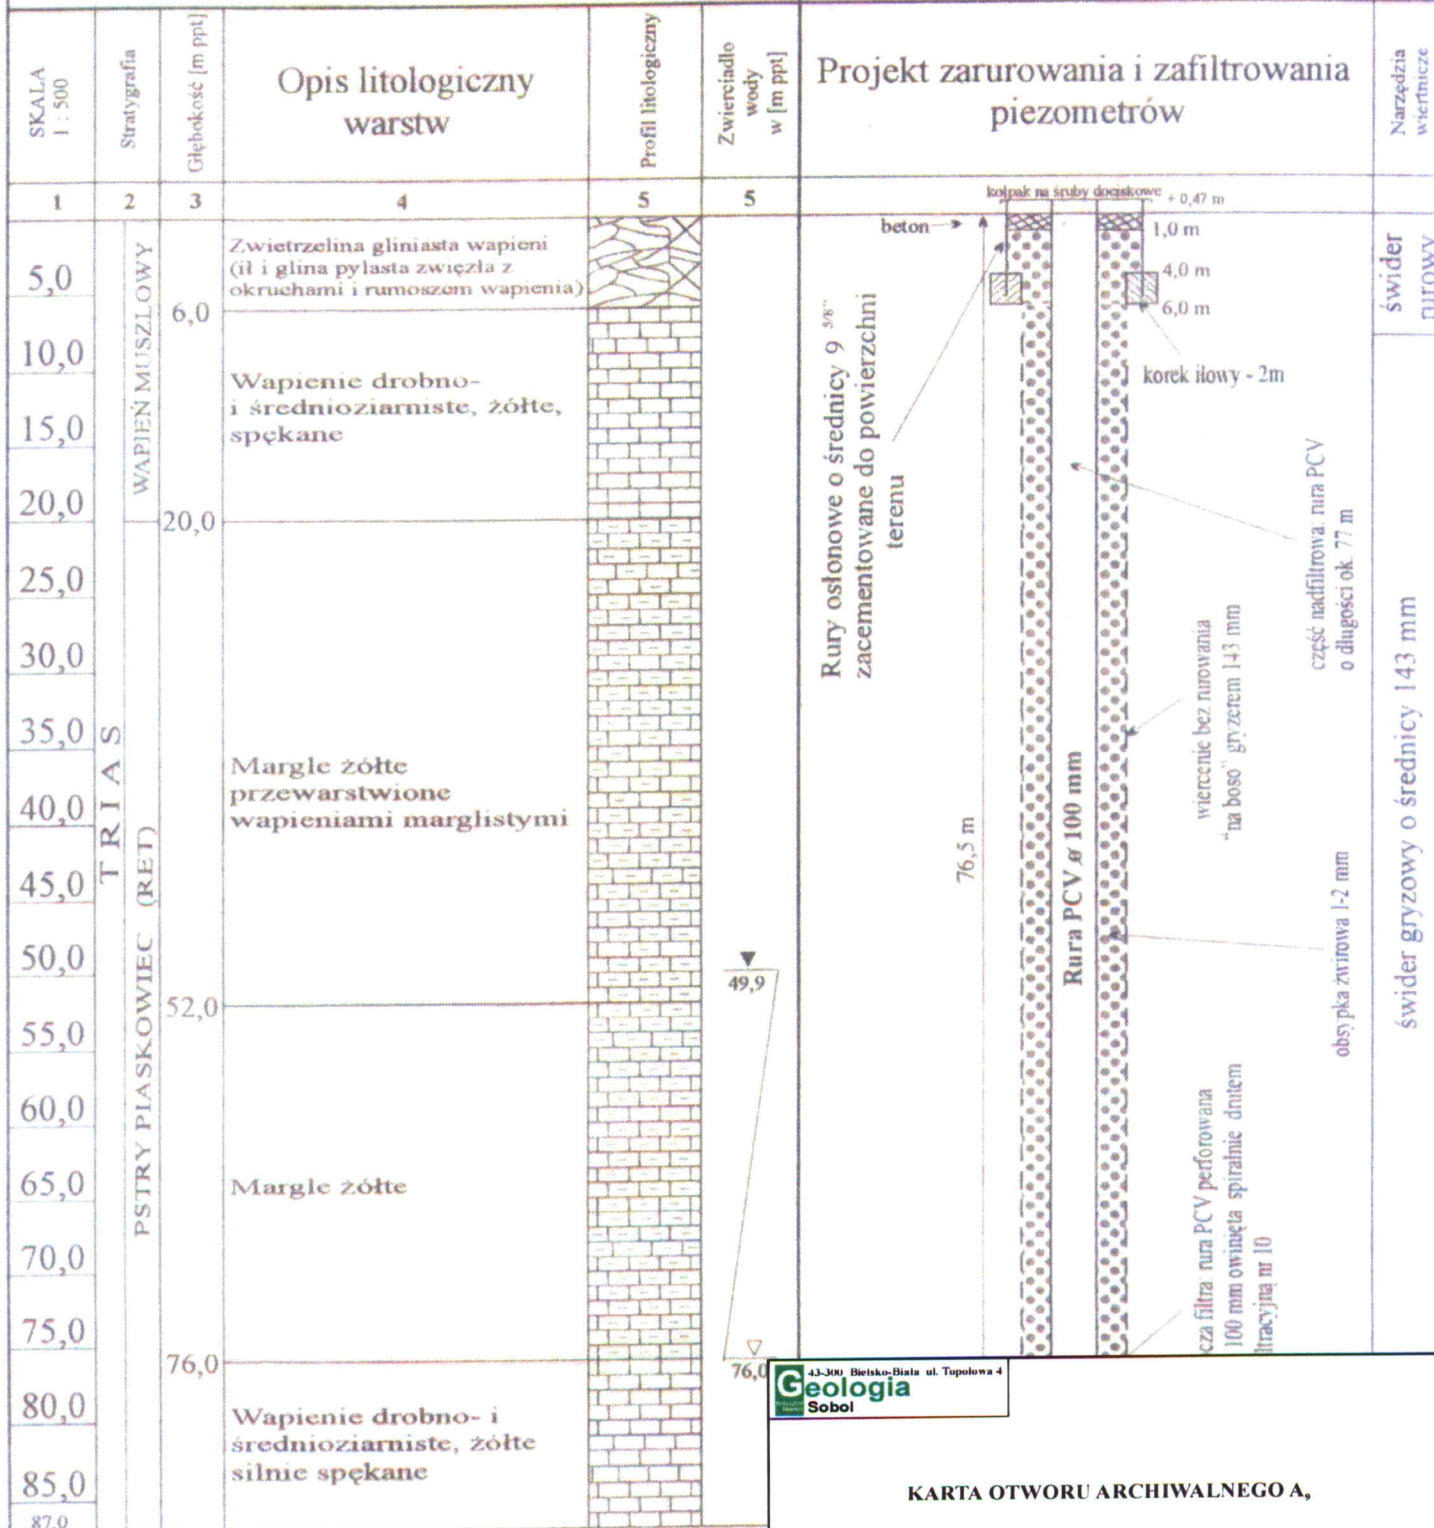 SKALA
1 : 500
Stratygrafia
Głębokość [m ppt]
Opis litologiczny
warstw
Profil litologiczny
Zwierciadło
wody
w [m ppt]
Projekt zarurowania i zafiltrowania
piezometrów
Narzędzia
wiertnicze
1
2
3
4
5
5
5,0
10,0
15,0
20,0
25,0
30,0
35,0
40,0
45,0
50,0
55,0
60,0
65,0
70,0
75,0
80,0
85,0
87,0
TRIAS
WAPIEŃ MUSZLOWY
PSTRY PIASKOWIEC (RET)
6,0
20,0
52,0
76,0
Zwietrzelina gliniasta wapieni
(ił i glina pylasta zwięzła z
okruchami i rumoszem wapienia)
Wapienie drobno-
i średnioziarniste, żółte,
spękane
Margle żółte
przewarstwione
wapieniami marglistymi
Margle żółte
Wapienie drobno- i
średnioziarniste, żółte
silnie spękane
49,9
76,0
kołpak na śruby dociskowe
+ 0,47 m
beton
1,0 m
4,0 m
6,0 m
korek iłowy - 2m
Rury osłonowe o średnicy 9 5/8"
zacementowane do powierzchni
terenu
76,5 m
Rura PCV ø 100 mm
część nadfiltrowa: rura PCV
o długości ok. 77 m
wiercenie bez rurowania
"na boso" gryzerem 143 mm
obsypka żwirowa 1-2 mm
cza filtra: rura PCV perforowana
100 mm owinięta spiralnie drutem
ltracyjną nr 10
świder
rurowy
świder gryzowy o średnicy 143 mm
43-300 Bielsko-Biała ul. Topolowa 4
Geologia
Sobol
KARTA OTWORU ARCHIWALNEGO A,